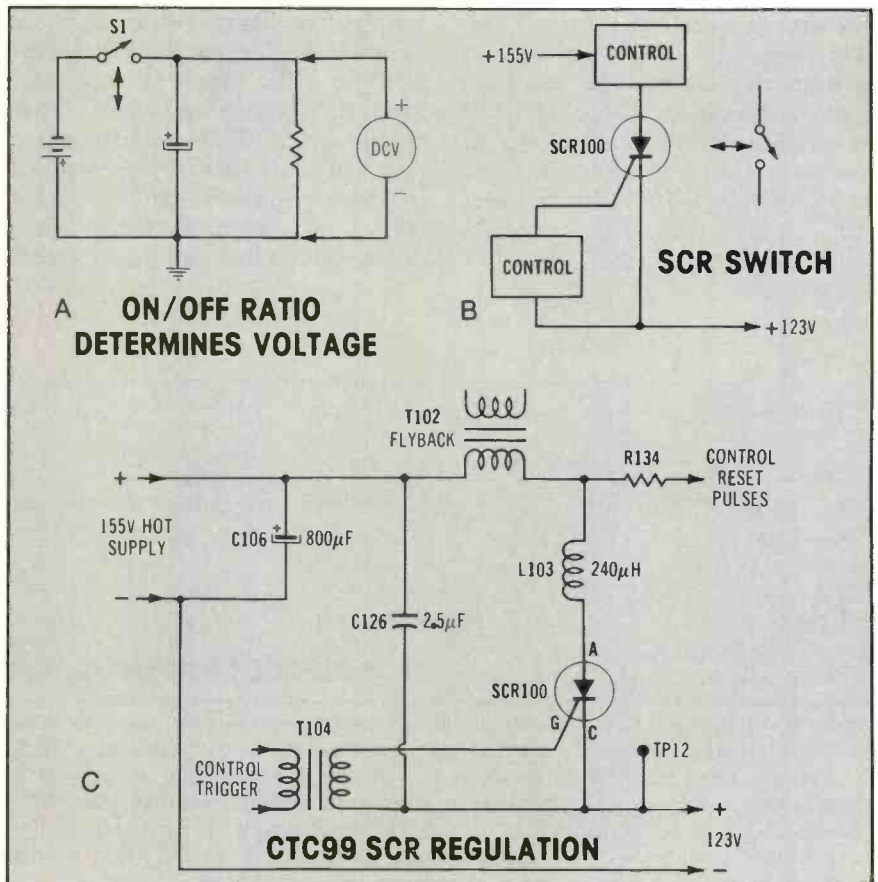 S1
+
+
DCV
+
-
A
ON/OFF RATIO
DETERMINES VOLTAGE
+155V
CONTROL
SCR100
CONTROL
B
SCR SWITCH
+123V
T102
FLYBACK
R134
CONTROL
RESET
PULSES
+
155V HOT
SUPPLY
-
C106
+
800µF
L103
240µH
C126
2.5µF
A
SCR100
G
C
T104
CONTROL
TRIGGER
TP12
C
+
123V
-
CTC99 SCR REGULATION